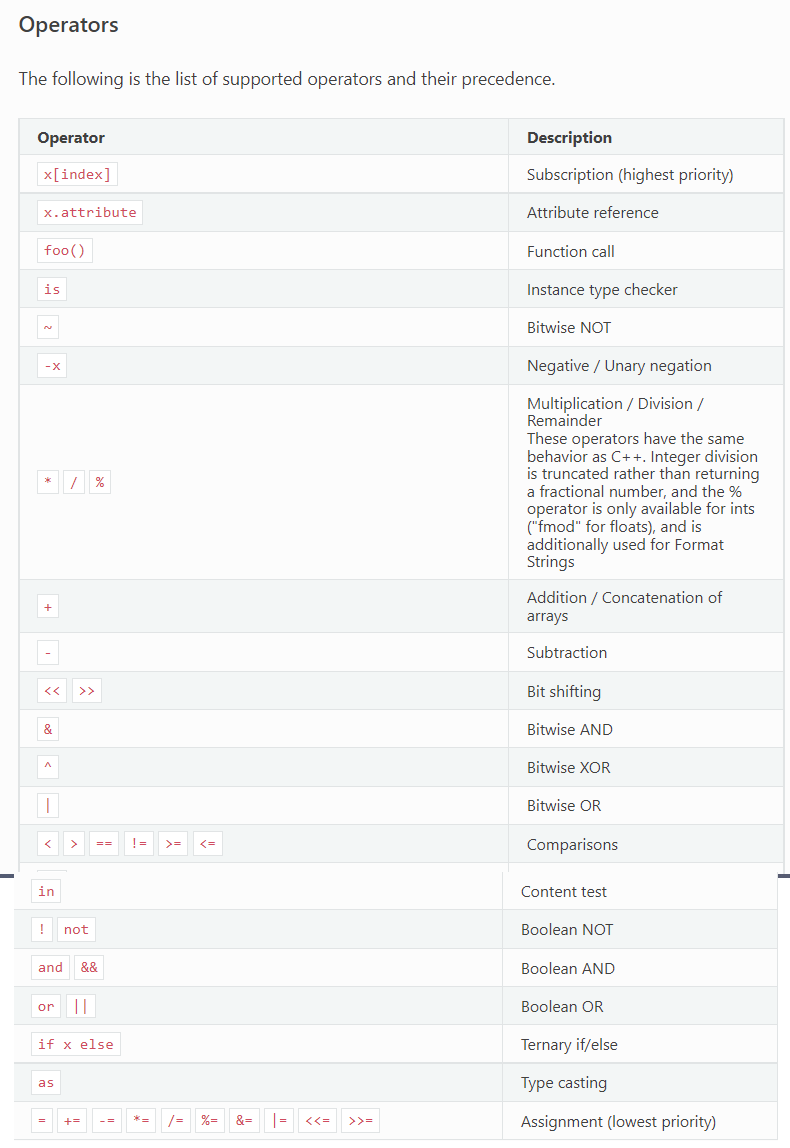 Operators
The following is the list of supported operators and their precedence.
Operator Description
x[index] Subscription (highest priority)
x.attribute Attribute reference
foo() Function call
is Instance type checker
~ Bitwise NOT
-x Negative / Unary negation
Multiplication / Division /
Remainder
These operators have the same
behavior as C++. Integer division
is truncated rather than returning
* / % a fractional number, and the %
operator is only available for ints
("fmod" for floats), and is
additionally used for Format
Strings
+ Addition / Concatenation of
arrays
- Subtraction
<< >> Bit shifting
& Bitwise AND
^ Bitwise XOR
| Bitwise OR
< > == != >= <= Comparisons
in Content test
! not Boolean NOT
and && Boolean AND
or || Boolean OR
if x else Ternary if/else
as Type casting
= += -= *= /= %= &= |= <<= >>= Assignment (lowest priority)